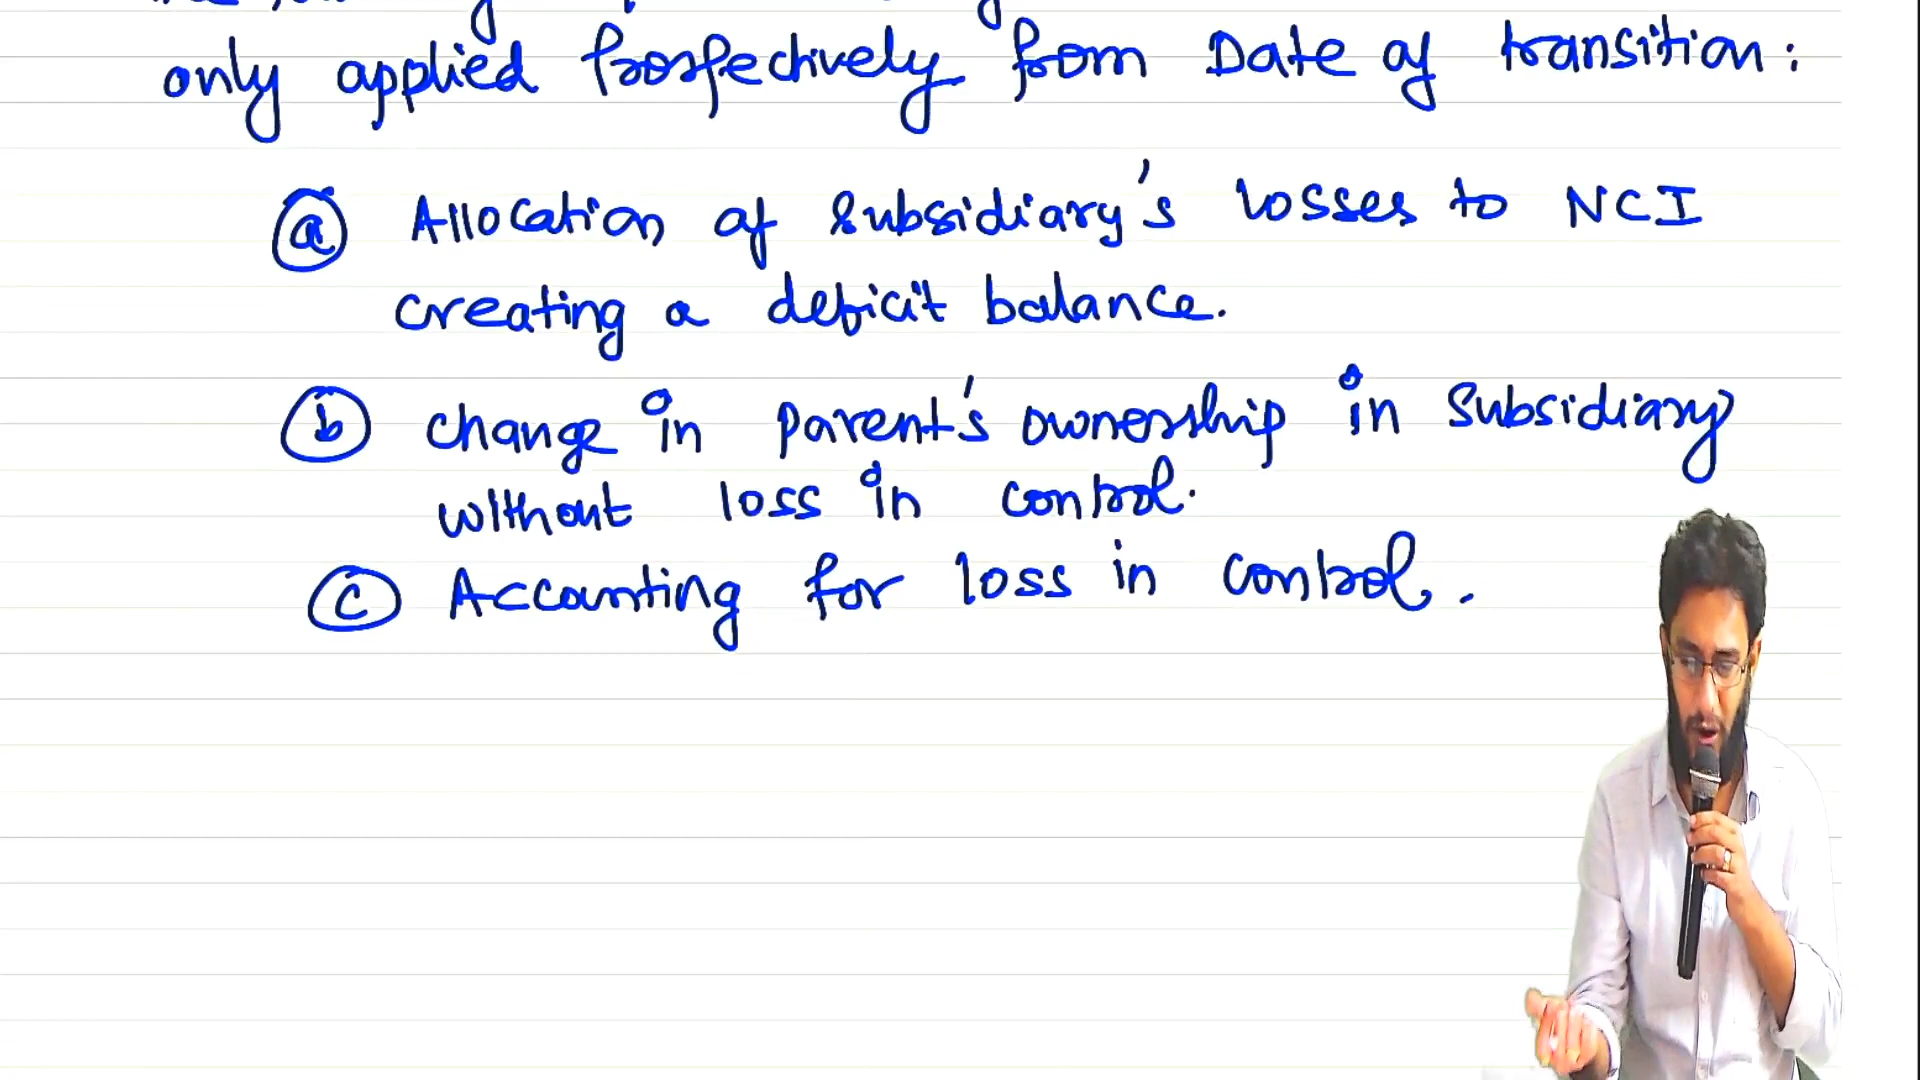 only applied prospectively from Date of transition:
(a) Allocation of subsidiary's losses to NCI
creating a deficit balance.
(b) change in parent's ownership in subsidiary
without loss in control.
(c) Accounting for loss in control.